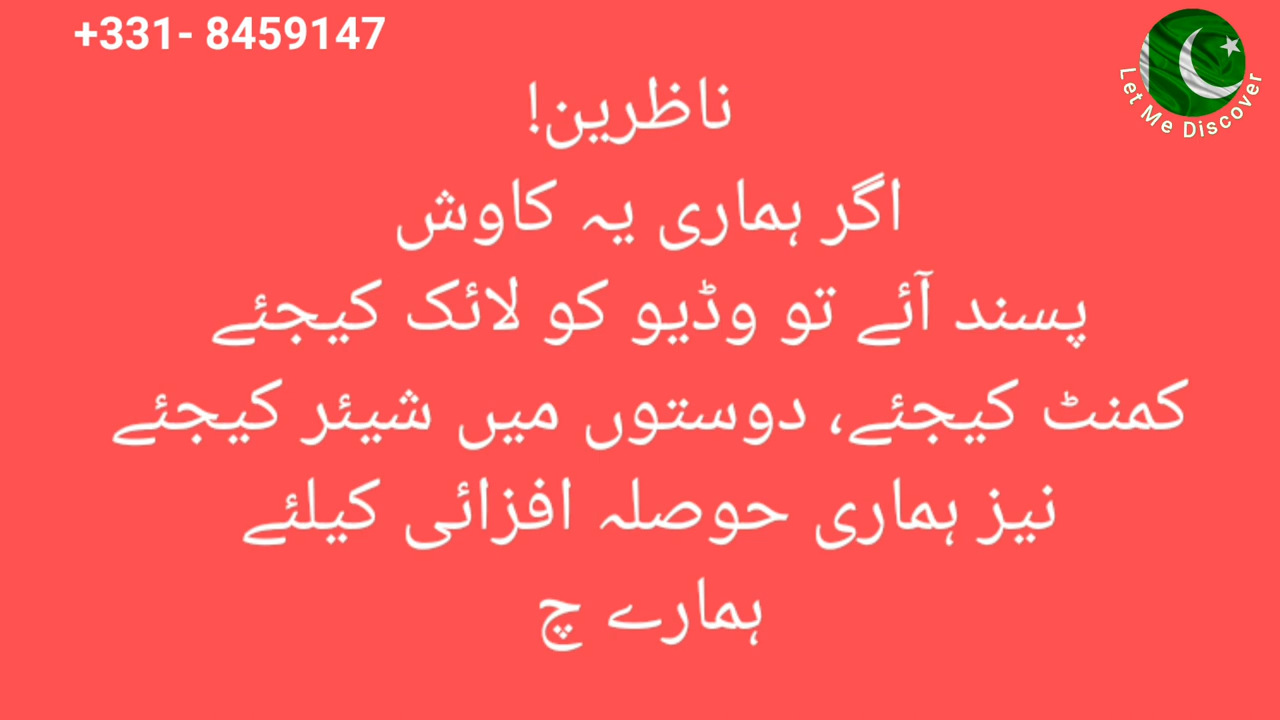 +331- 8459147
Let Me Discover
ناظرین!
اگر ہماری یہ کاوش
پسند آئے تو وڈیو کو لائک کیجئے
کمنٹ کیجئے، دوستوں میں شیئر کیجئے
نیز ہماری حوصلہ افزائی کیلئے
ہمارے چ